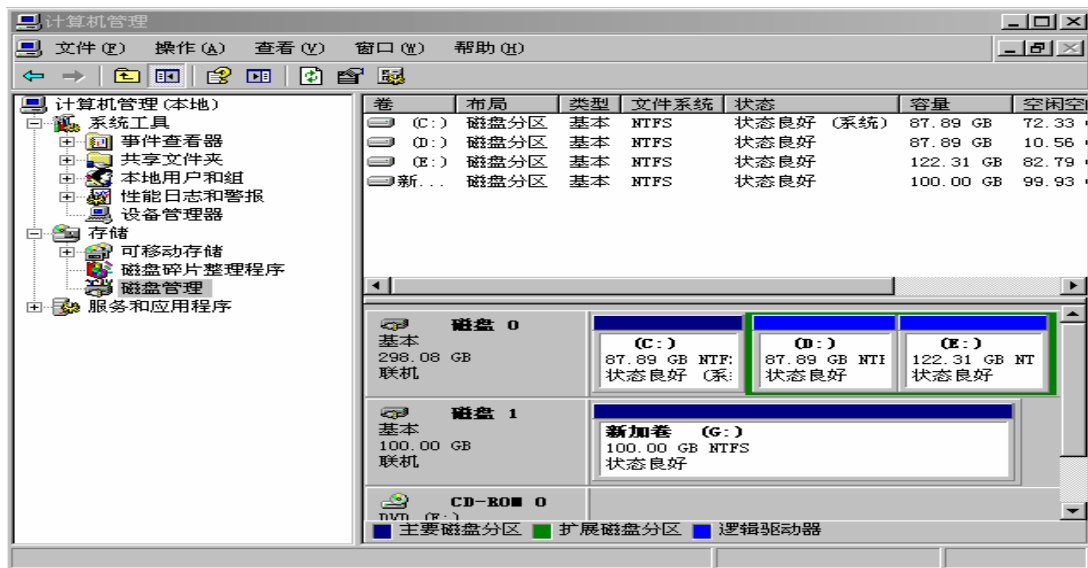 计算机管理
文件(F) 操作(A) 查看(V) 窗口(W) 帮助(H)
计算机管理(本地)
系统工具
事件查看器
共享文件夹
本地用户和组
性能日志和警报
设备管理器
存储
可移动存储
磁盘碎片整理程序
磁盘管理
服务和应用程序
卷 布局 类型 文件系统 状态 容量 空闲空
(C:) 磁盘分区 基本 NTFS 状态良好 (系统) 87.89 GB 72.33
(D:) 磁盘分区 基本 NTFS 状态良好 87.89 GB 10.56
(E:) 磁盘分区 基本 NTFS 状态良好 122.31 GB 82.79
新... 磁盘分区 基本 NTFS 状态良好 100.00 GB 99.93
磁盘 0
基本
298.08 GB
联机
(C:)
87.89 GB NTF
状态良好 (系
(D:)
87.89 GB NTF
状态良好
(E:)
122.31 GB NT
状态良好
磁盘 1
基本
100.00 GB
联机
新加卷 (G:)
100.00 GB NTFS
状态良好
CD-ROM 0
DVD (F:)
主要磁盘分区 扩展磁盘分区 逻辑驱动器